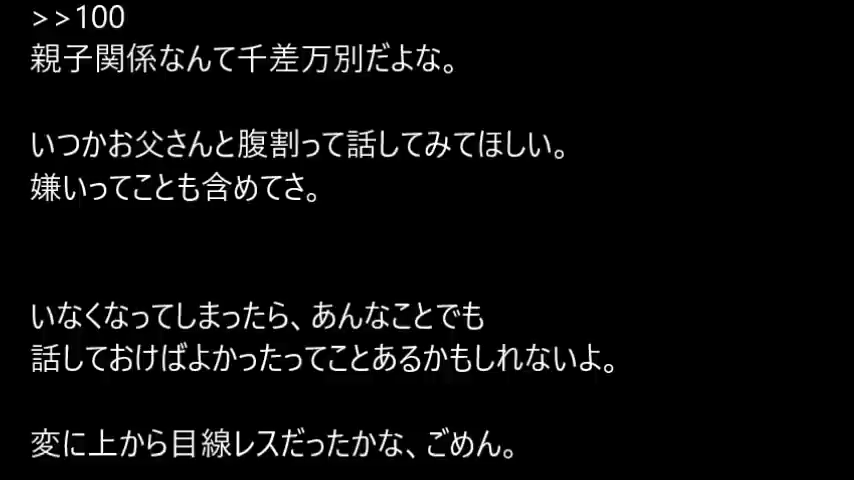 >>100
親子関係なんて千差万別だよな。
いつかお父さんと腹割って話してみてほしい。
嫌いってことも含めてさ。
いなくなってしまったら、あんなことでも
話しておけばよかったってことあるかもしれないよ。
変に上から目線レスだったかな、ごめん。